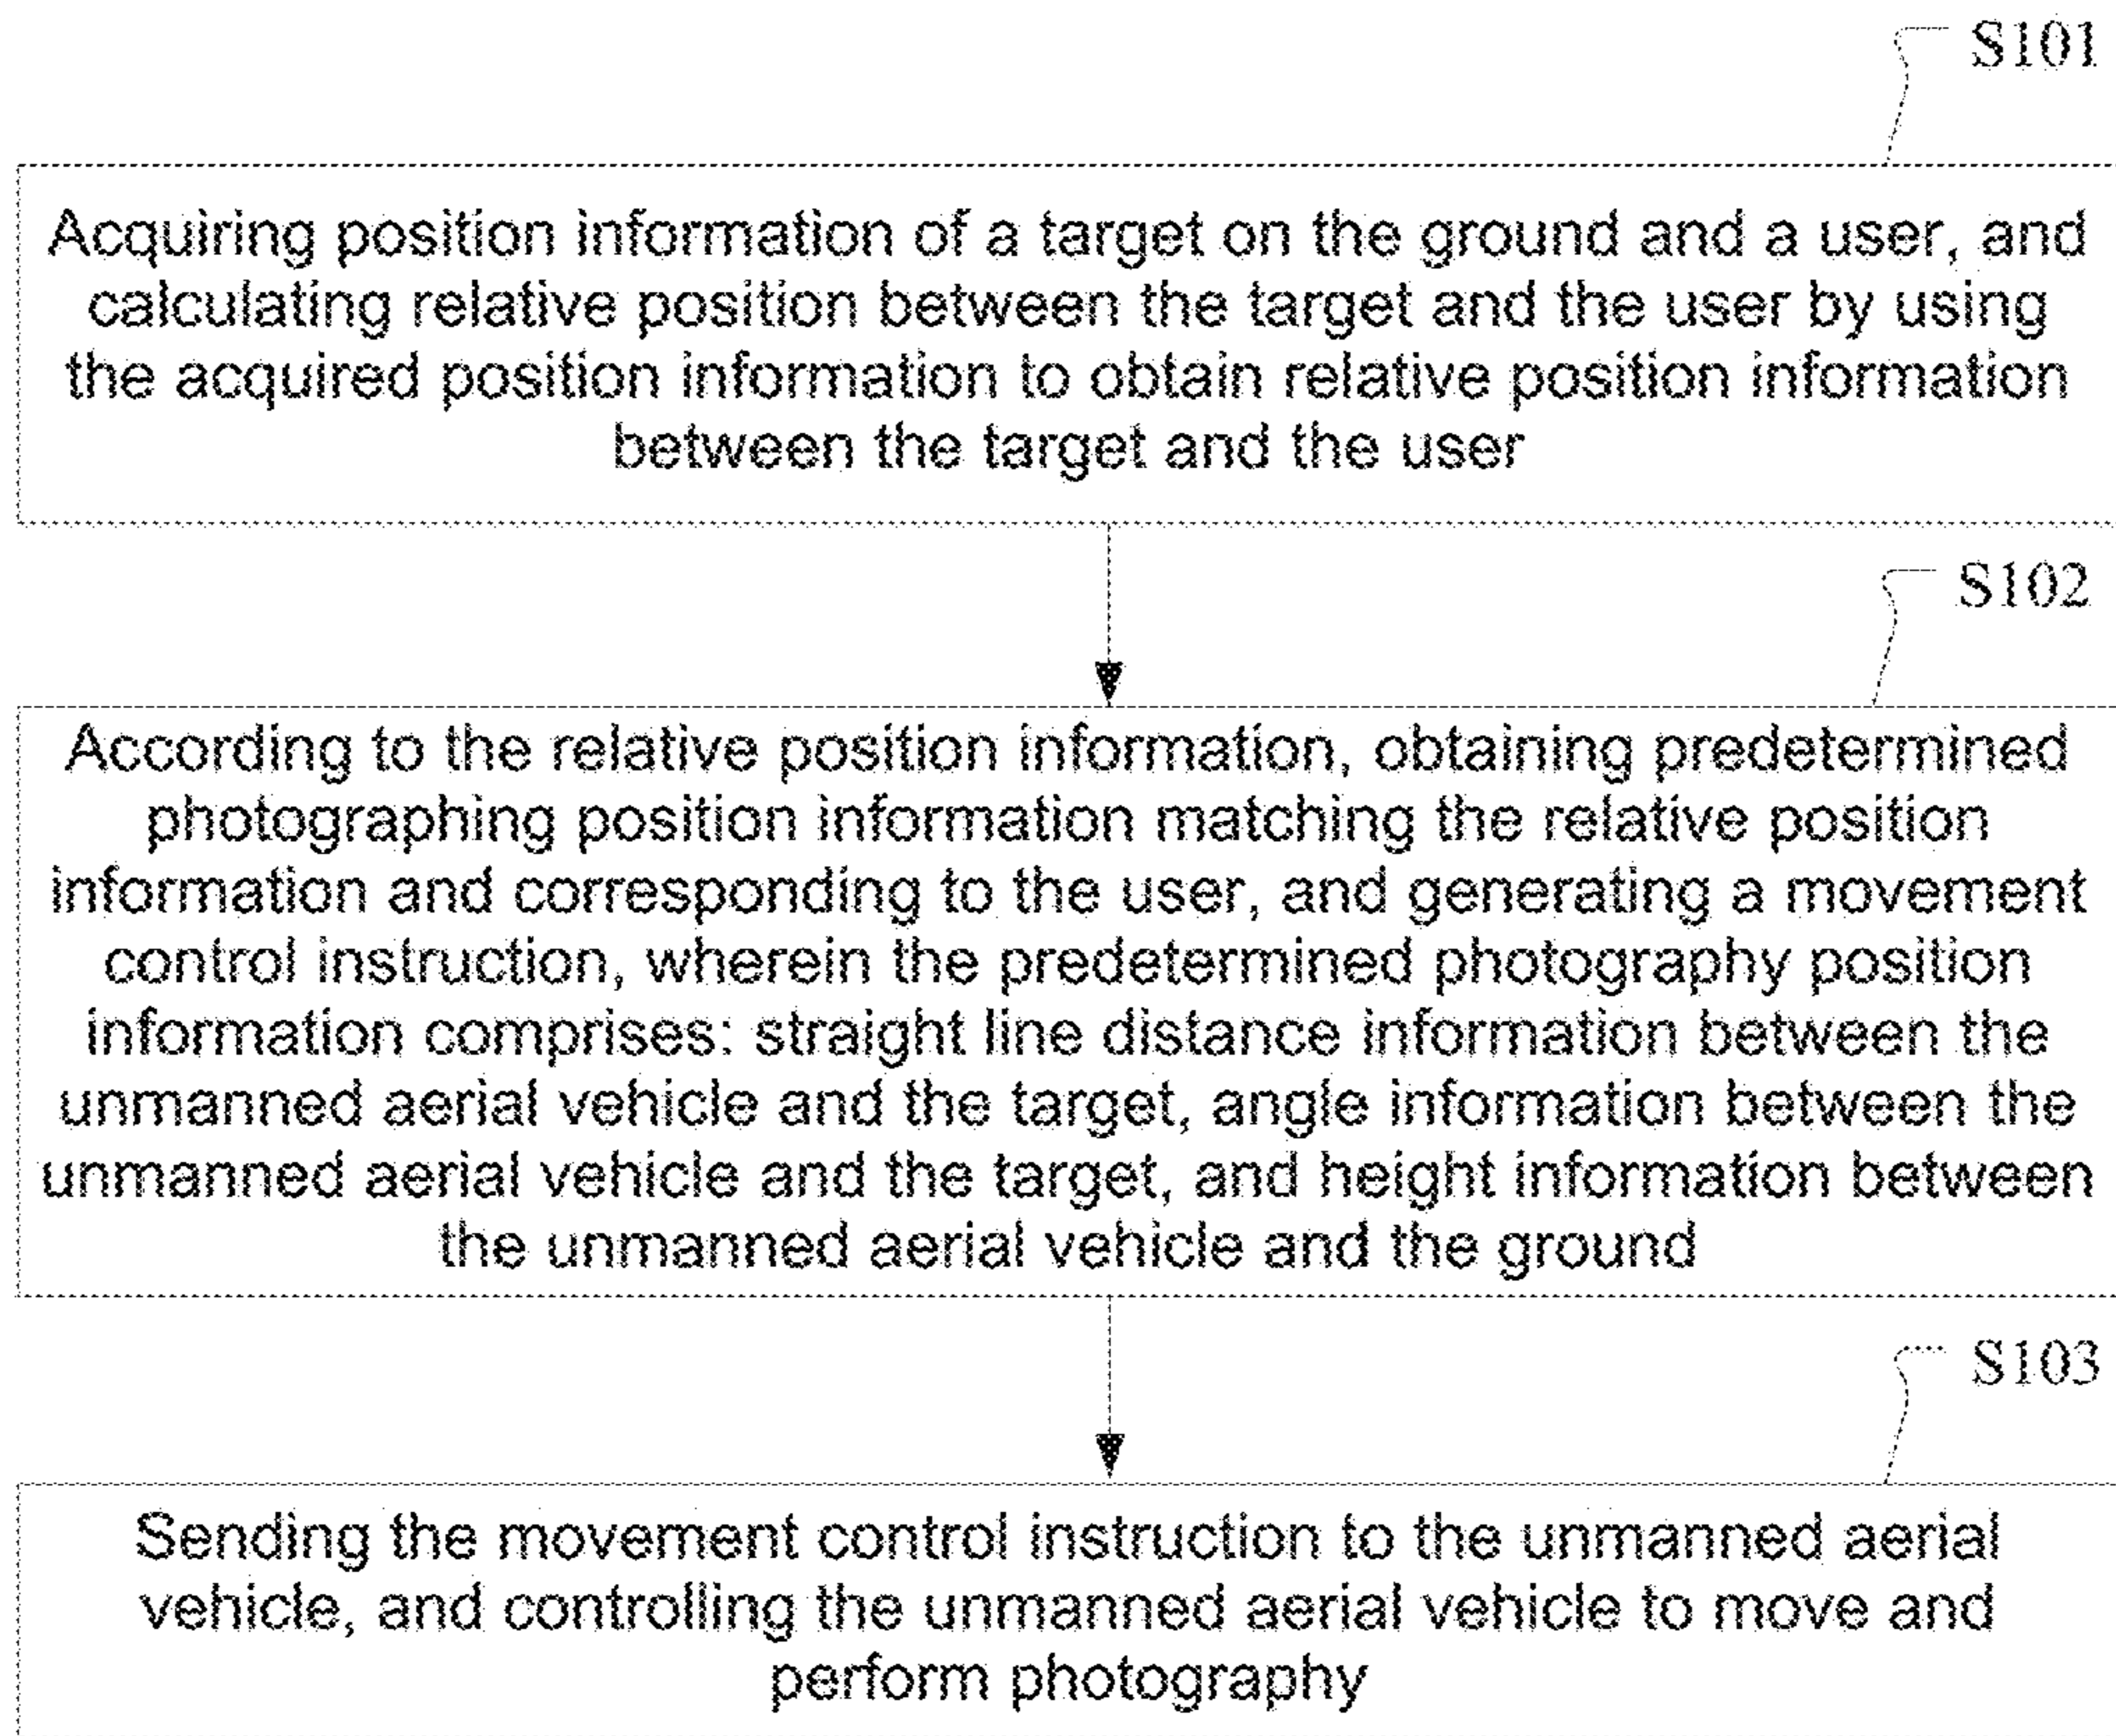 S101
Acquiring position information of a target on the ground and a user, and
calculating relative position between the target and the user by using
the acquired position information to obtain relative position information
between the target and the user
S102
According to the relative position information, obtaining predetermined
photographing position information matching the relative position
information and corresponding to the user, and generating a movement
control instruction, wherein the predetermined photography position
information comprises: straight line distance information between the
unmanned aerial vehicle and the target, angle information between the
unmanned aerial vehicle and the target, and height information between
the unmanned aerial vehicle and the ground
S103
Sending the movement control instruction to the unmanned aerial
vehicle, and controlling the unmanned aerial vehicle to move and
perform photography